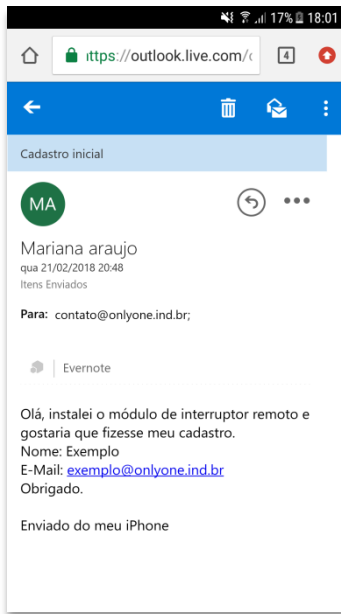 17% 18:01
ttps://outlook.live.com/
4
Cadastro inicial
MA
Mariana araujo
qua 21/02/2018 20:48
Itens Enviados
Para: contato@onlyone.ind.br;
Evernote
Olá, instalei o módulo de interruptor remoto e
gostaria que fizesse meu cadastro.
Nome: Exemplo
E-Mail: exemplo@onlyone.ind.br
Obrigado.
Enviado do meu iPhone